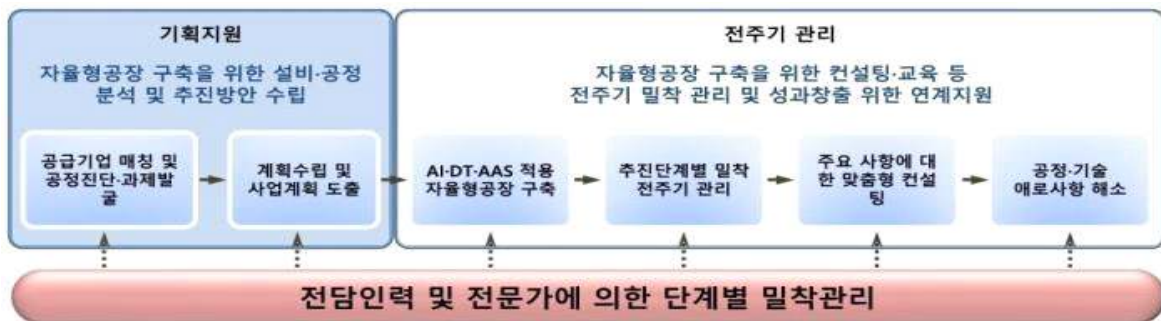 기획지원
자율형공장 구축을 위한 설비·공정
분석 및 추진방안 수립
공급기업 매칭 및
공정진단·과제발
굴
계획수립 및
사업계획 도출
전주기 관리
자율형공장 구축을 위한 컨설팅·교육 등
전주기 밀착 관리 및 성과창출 위한 연계지원
AI·DT·AAS 적용
자율형공장 구축
추진단계별 밀착
전주기 관리
주요 사항에 대
한 맞춤형 컨설
팅
공정·기술
애로사항 해소
전담인력 및 전문가에 의한 단계별 밀착관리